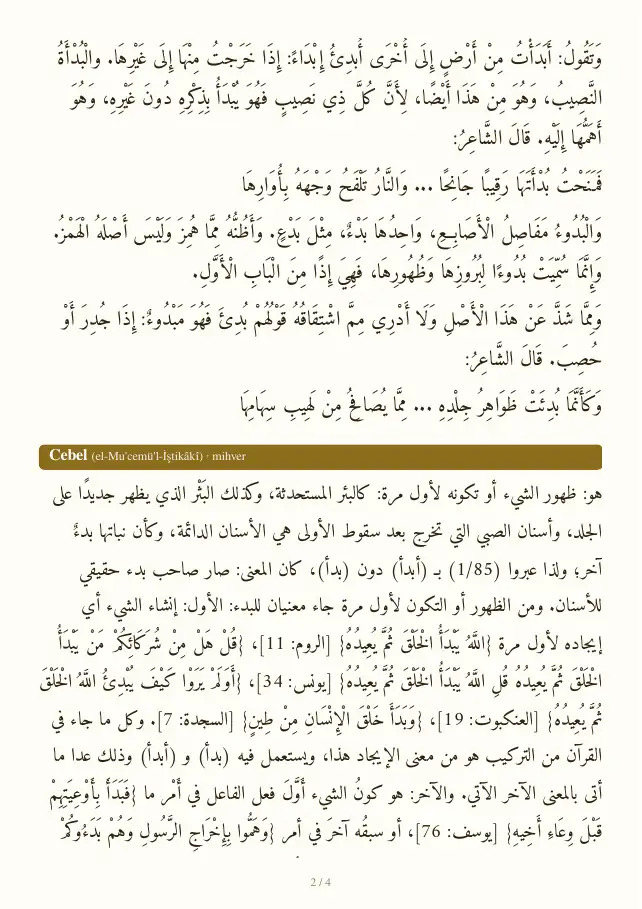 وَتَقُولُ: أَبَدَأْتُ مِنْ أَرْضٍ إِلَى أُخْرَى أُبدِئُ إِبْدَاءً: إِذَا خَرَجْتُ مِنْهَا إِلَى غَيْرِهَا. والْبُدْأَةُ
النَّصِيبُ، وَهُوَ مِنْ هَذَا أَيْضًا، لِأَنَّ كُلَّ ذِي نَصِيبٍ فَهُوَ يُبْدَأُ بِذِكْرِهِ دُونَ غَيْرِهِ، وَهُوَ
أَهَمُّهَا إِلَيْهِ. قَالَ الشَّاعِرُ:
فَمَنَحْتُ بُدْأَتَهَا رَقِيبًا جَانِحًا ... وَالنَّارُ تَلْفَحُ وَجْهَهُ بِأُوَارِهَا
وَالْبُدُوءُ مَفَاصِلُ الْأَصَابِعِ، وَاحِدُهَا بَدْءٌ، مِثْلَ بَدْعٍ. وَأَظُنُّهُ مِمَّا هُمِزَ وَلَيْسَ أَصْلَهُ الْهَمْزُ.
وَإِنَّمَا سُمِّيَتْ بُدُوءًا لِبُرُوزِهَا وَظُهُورِهَا، فَهِيَ إِذًا مِنَ الْبَابِ الْأَوَّلِ.
وَمِمَّا شَذَّ عَنْ هَذَا الْأَصْلِ وَلَا أَدْرِي مِمَّ اشْتِقَاقُهُ قَوْلُهُمْ بُدِئَ فَهُوَ مَبْدُوءٌ: إِذَا جُدِرَ أَوْ
حُصِبَ. قَالَ الشَّاعِرُ:
وَكَأَنَّمَا بُدِئَتْ ظَوَاهِرُ جِلْدِهِ ... مِمَّا يُصَافِحُ مِنْ لَهِيبِ سِهَامِهَا
Cebel (el-Mu'cemü'l-İştikâkî) · mihver
هو: ظهور الشيء أو تكونه لأول مرة: كالبئر المستحدثة، وكذلك البَثْر الذي يظهر جديدًا على
الجلد، وأسنان الصبي التي تخرج بعد سقوط الأولى هي الأسنان الدائمة، وكأن نباتها بدءٌ
آخر؛ ولذا عبروا (1/85) بـ (أبدأ) دون (بدأ)، كان المعنى: صار صاحب بدء حقيقي
للأسنان. ومن الظهور أو التكون لأول مرة جاء معنيان للبدء: الأول: إنشاء الشيء أي
إيجاده لأول مرة {اللَّهُ يَبْدَأُ الْخَلْقَ ثُمَّ يُعِيدُهُ} [الروم: 11]، {قُلْ هَلْ مِنْ شُرَكَائِكُمْ مَنْ يَبْدَأُ
الْخَلْقَ ثُمَّ يُعِيدُهُ قُلِ اللَّهُ يَبْدَأُ الْخَلْقَ ثُمَّ يُعِيدُهُ} [يونس: 34]، {أَوَلَمْ يَرَوْا كَيْفَ يُبْدِئُ اللَّهُ الْخَلْقَ
ثُمَّ يُعِيدُهُ} [العنكبوت: 19]، {وَبَدَأَ خَلْقَ الْإِنْسَانِ مِنْ طِينٍ} [السجدة: 7]. وكل ما جاء في
القرآن من التركيب هو من معنى الإيجاد هذا، ويستعمل فيه (بدأ) و (أبدأ) وذلك عدا ما
أتى بالمعنى الآخر الآتي. والآخر: هو كونُ الشيء أَوَّلَ فعل الفاعل في أَمْر ما {فَبَدَأَ بِأَوْعِيَتِهِمْ
قَبْلَ وِعَاءِ أَخِيهِ} [يوسف: 76]، أو سبقُه آخرَ في أمر {وَهَمُّوا بِإِخْرَاجِ الرَّسُولِ وَهُمْ بَدَءُوكُمْ
2 / 4